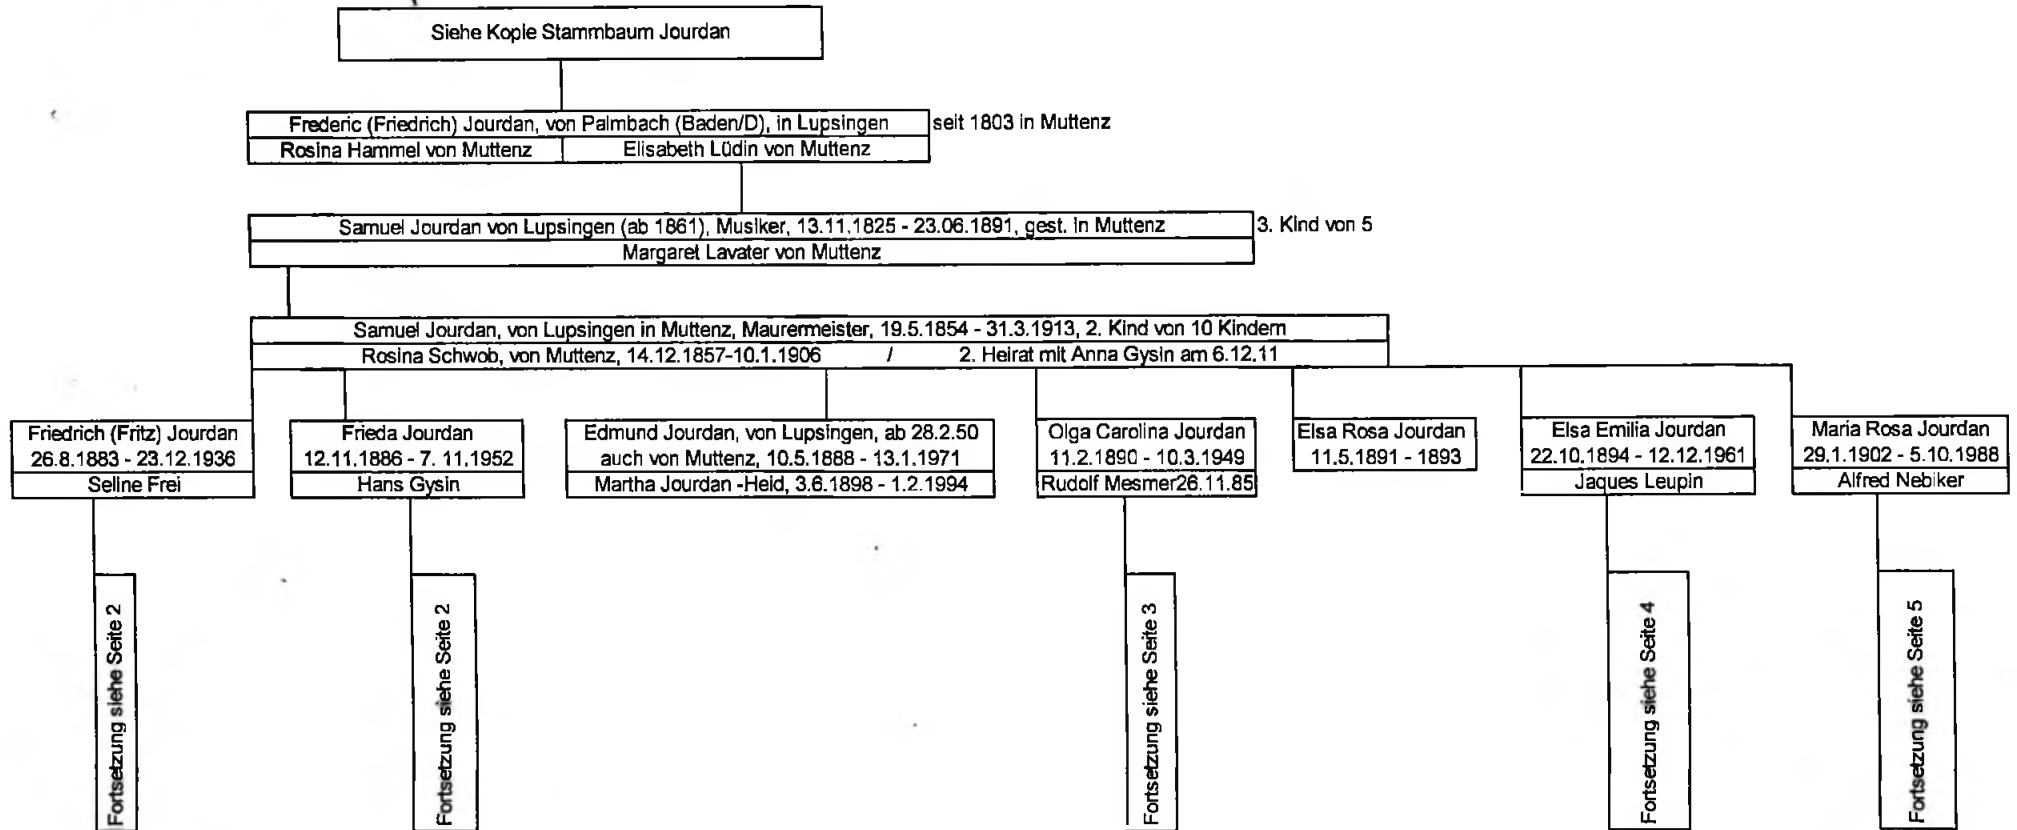 Siehe Kopie Stammbaum Jourdan
Frederic (Friedrich) Jourdan, von Palmbach (Baden/D), in Lupsingen
seit 1803 in Muttenz
Rosina Hammel von Muttenz
Elisabeth Lüdin von Muttenz
Samuel Jourdan von Lupsingen (ab 1861), Musiker, 13.11.1825 - 23.06.1891, gest. in Muttenz
3. Kind von 5
Margaret Lavater von Muttenz
Samuel Jourdan, von Lupsingen in Muttenz, Maurermeister, 19.5.1854 - 31.3.1913, 2. Kind von 10 Kindern
Rosina Schwob, von Muttenz, 14.12.1857-10.1.1906 / 2. Heirat mit Anna Gysin am 6.12.11
Friedrich (Fritz) Jourdan
26.8.1883 - 23.12.1936
Seline Frei
Frieda Jourdan
12.11.1886 - 7. 11.1952
Hans Gysin
Edmund Jourdan, von Lupsingen, ab 28.2.50
auch von Muttenz, 10.5.1888 - 13.1.1971
Martha Jourdan -Heid, 3.6.1898 - 1.2.1994
Olga Carolina Jourdan
11.2.1890 - 10.3.1949
Rudolf Mesmer26.11.85
Elsa Rosa Jourdan
11.5.1891 - 1893
Elsa Emilia Jourdan
22.10.1894 - 12.12.1961
Jaques Leupin
Maria Rosa Jourdan
29.1.1902 - 5.10.1988
Alfred Nebiker
Fortsetzung siehe Seite 2
Fortsetzung siehe Seite 2
Fortsetzung siehe Seite 3
Fortsetzung siehe Seite 4
Fortsetzung siehe Seite 5